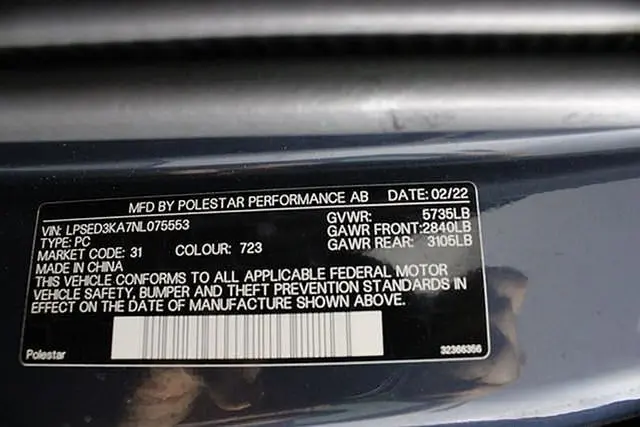 MFD BY POLESTAR PERFORMANCE AB DATE: 02/22
VIN: LPSED3KA7NL075553 GVWR: 5735LB
TYPE: PC GAWR FRONT: 2840LB
MARKET CODE: 31 COLOUR: 723 GAWR REAR: 3105LB
MADE IN CHINA
THIS VEHICLE CONFORMS TO ALL APPLICABLE FEDERAL MOTOR
VEHICLE SAFETY, BUMPER AND THEFT PREVENTION STANDARDS IN
EFFECT ON THE DATE OF MANUFACTURE SHOWN ABOVE.
Polestar 32366356